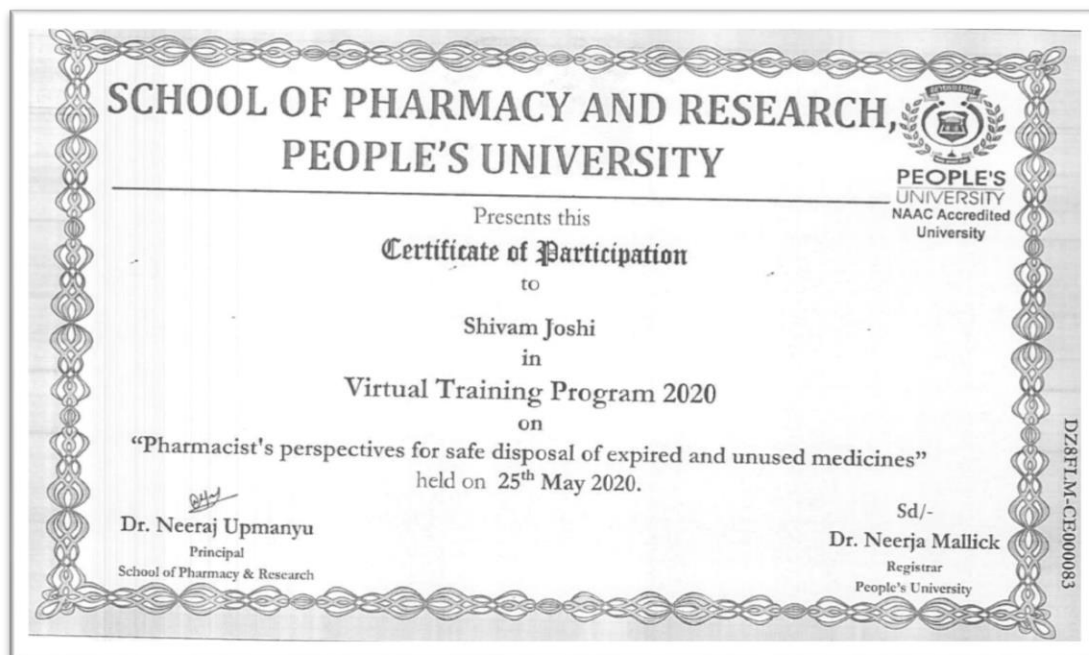 SCHOOL OF PHARMACY AND RESEARCH,
PEOPLE'S UNIVERSITY
PEOPLE'S
UNIVERSITY
NAAC Accredited
University
Presents this
Certificate of Participation
to
Shivam Joshi
in
Virtual Training Program 2020
on
“Pharmacist's perspectives for safe disposal of expired and unused medicines”
held on 25th May 2020.
Dr. Neeraj Upmanyu
Principal
School of Pharmacy & Research
Sd/-
Dr. Neerja Mallick
Registrar
People's University
DZ8FLM-CE000083